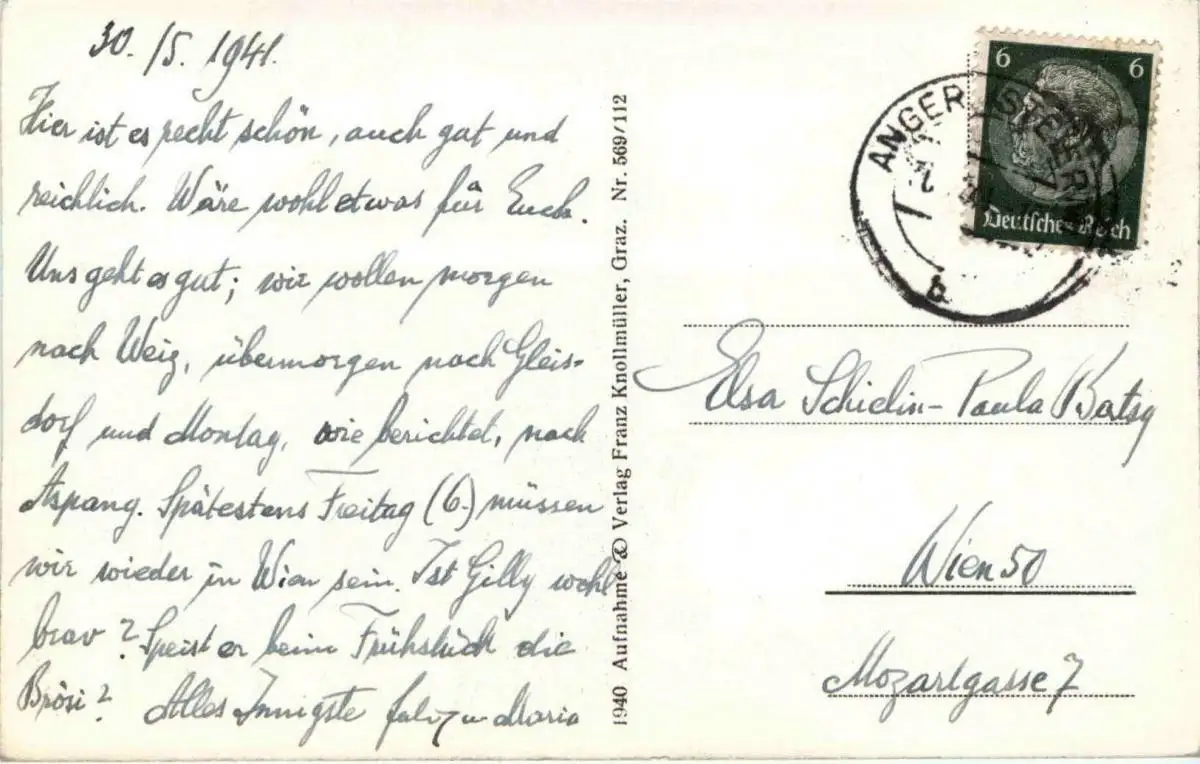 30./5. 1941.
Hier ist es recht schön, auch gut und
reichlich. Wäre wohl etwas für Euch.
Uns geht es gut; wir wollen morgen
nach Weiz, übermorgen nach Gleis-
dorf und Montag, wie berichtet, nach
Aspang. Spätestens Freitag (6.) müssen
wir wieder in Wien sein. Ist Gilly wohl
brav? Speist er beim Frühstück die
Brösi? Alles Innigste u Maria
1940 Aufnahme & Verlag Franz Knollmüller, Graz. Nr. 569/112
6 6
Deutsches Reich
ANGER
b
Elsa Schidin - Paula Batsy
Wien 50
Mozartgasse 7